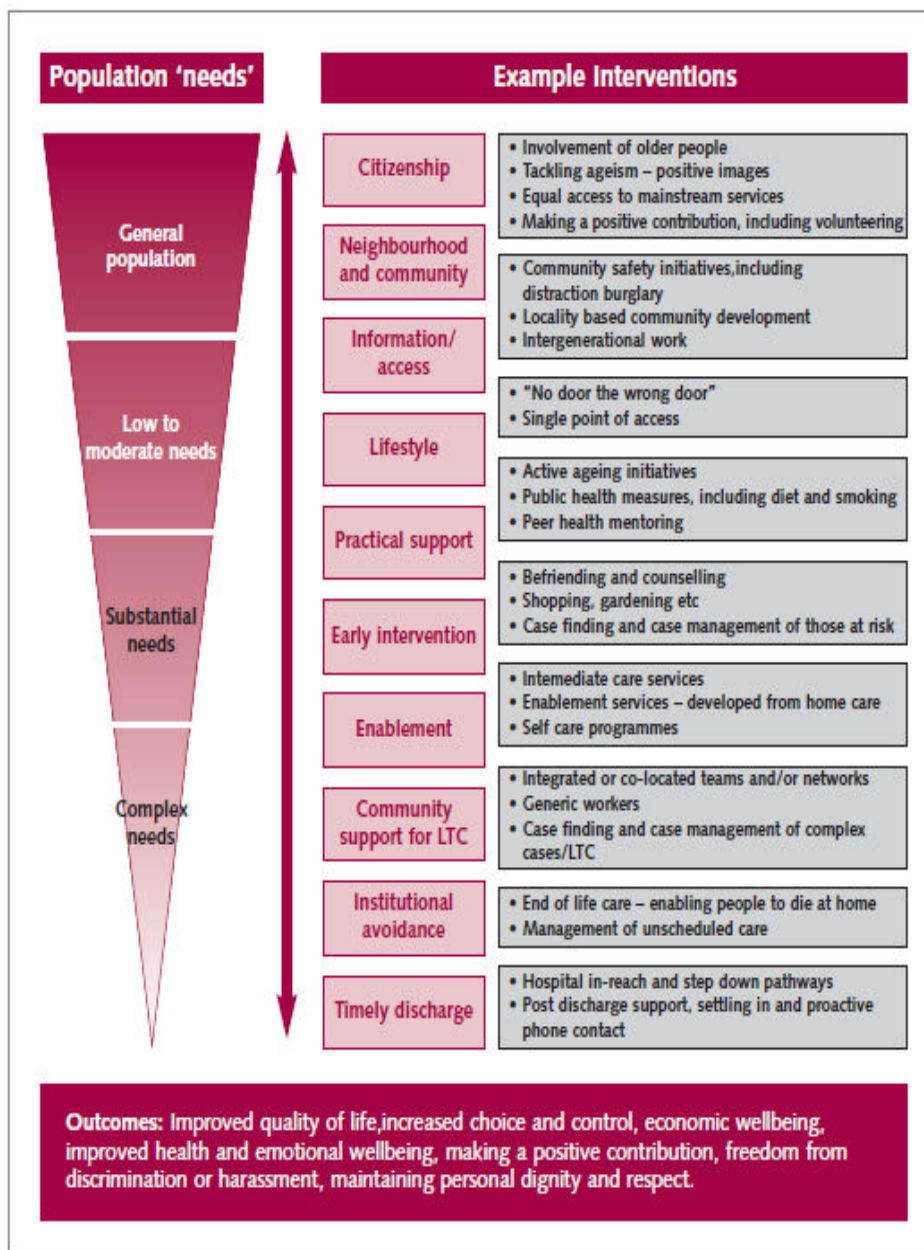 Population ‘needs’
Example Interventions
General
population
Low to
moderate needs
Substantial
needs
Complex
needs
Citizenship
• Involvement of older people
• Tackling ageism – positive images
• Equal access to mainstream services
• Making a positive contribution, including volunteering
Neighbourhood
and community
• Community safety initiatives,including
distraction burglary
• Locality based community development
• Intergenerational work
Information/
access
• “No door the wrong door”
• Single point of access
Lifestyle
• Active ageing initiatives
• Public health measures, including diet and smoking
• Peer health mentoring
Practical support
• Befriending and counselling
• Shopping, gardening etc
• Case finding and case management of those at risk
Early intervention
• Intemediate care services
• Enablement services – developed from home care
• Self care programmes
Enablement
• Integrated or co-located teams and/or networks
• Generic workers
• Case finding and case management of complex
cases/LTC
Community
support for LTC
Institutional
avoidance
• End of life care – enabling people to die at home
• Management of unscheduled care
Timely discharge
• Hospital in-reach and step down pathways
• Post discharge support, settling in and proactive
phone contact
Outcomes: Improved quality of life,increased choice and control, economic wellbeing,
improved health and emotional wellbeing, making a positive contribution, freedom from
discrimination or harassment, maintaining personal dignity and respect.